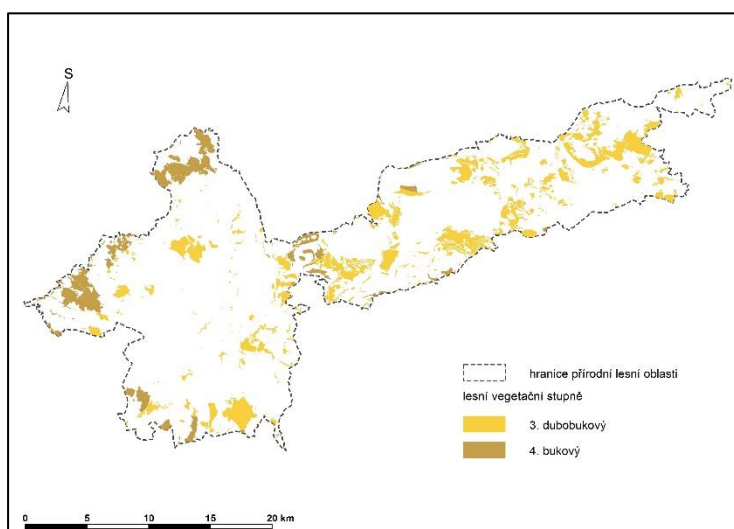 S
hranice přírodní lesní oblasti
lesní vegetační stupně
3. dubobukový
4. bukový
0 5 10 15 20 km